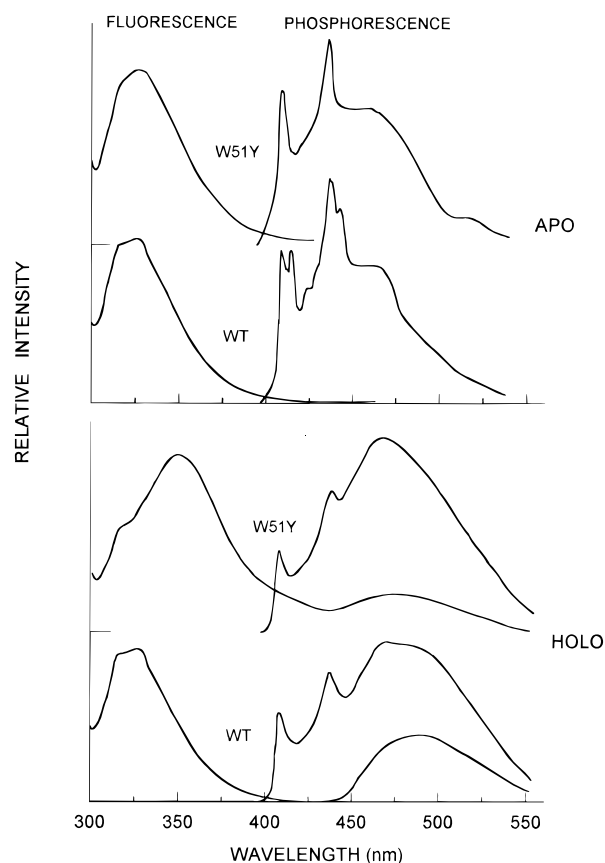 FLUORESCENCE PHOSPHORESCENCE
W51Y
APO
WT
RELATIVE INTENSITY
W51Y
HOLO
WT
300 350 400 450 500 550
WAVELENGTH (nm)